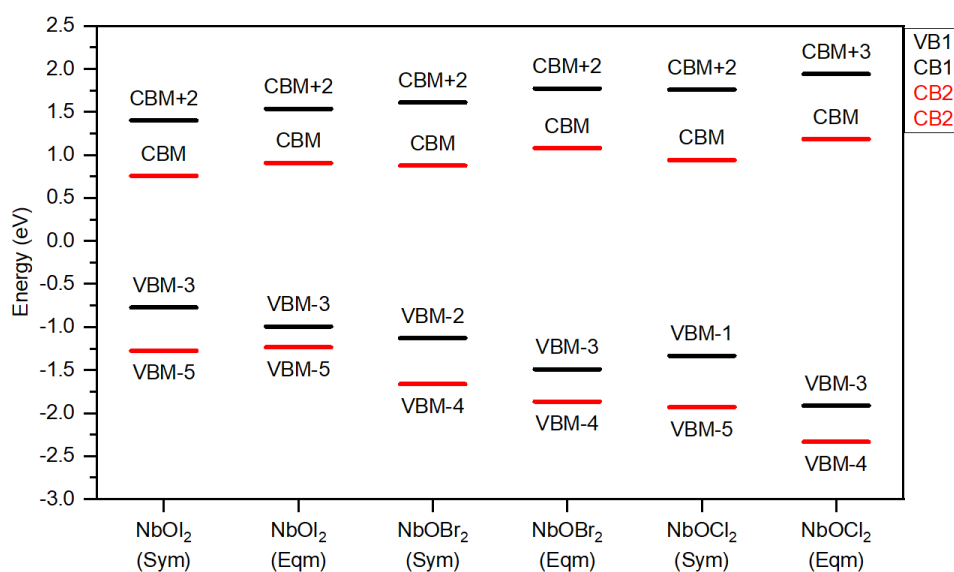 2.5
2.0
1.5
1.0
0.5
0.0
-0.5
-1.0
-1.5
-2.0
-2.5
-3.0
Energy (eV)
CBM+2
CBM
VBM-3
VBM-5
CBM+2
CBM
VBM-3
VBM-5
CBM+2
CBM
VBM-2
VBM-4
CBM+2
CBM
VBM-3
VBM-4
CBM+2
CBM
VBM-1
VBM-5
CBM+3
CBM
VBM-3
VBM-4
NbOI₂
(Sym)
NbOI₂
(Eqm)
NbOBr₂
(Sym)
NbOBr₂
(Eqm)
NbOCl₂
(Sym)
NbOCl₂
(Eqm)
VB1
CB1
CB2
CB2